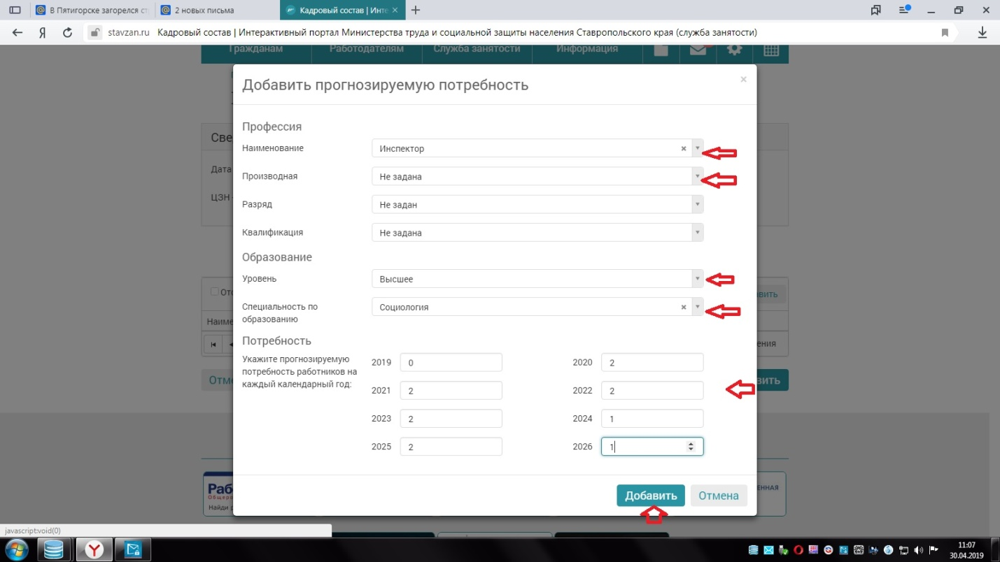 В Пятигорске загорелся ст
2 новых письма
Кадровый состав | Инте
stavzan.ru Кадровый состав | Интерактивный портал Министерства труда и социальной защиты населения Ставропольского края (служба занятости)
Гражданам Работодателям Служба занятости Информация
Добавить прогнозируемую потребность
Све
Дата
ЦЗН
Профессия
Наименование Инспектор
Производная Не задана
Разряд Не задан
Квалификация Не задана
Образование
Уровень Высшее
Специальность по
образованию
Социология
Отс
вить
Наиме
ения
Потребность
Укажите прогнозируемую
потребность работников на
каждый календарный год:
2019 0 2020 2
2021 2 2022 2
2023 2 2024 1
2025 2 2026 1
Отме
вить
Добавить Отмена
Раб
Общеро
Найди р
ЕННАЯ
javascript:void(0)
11:07
30.04.2019